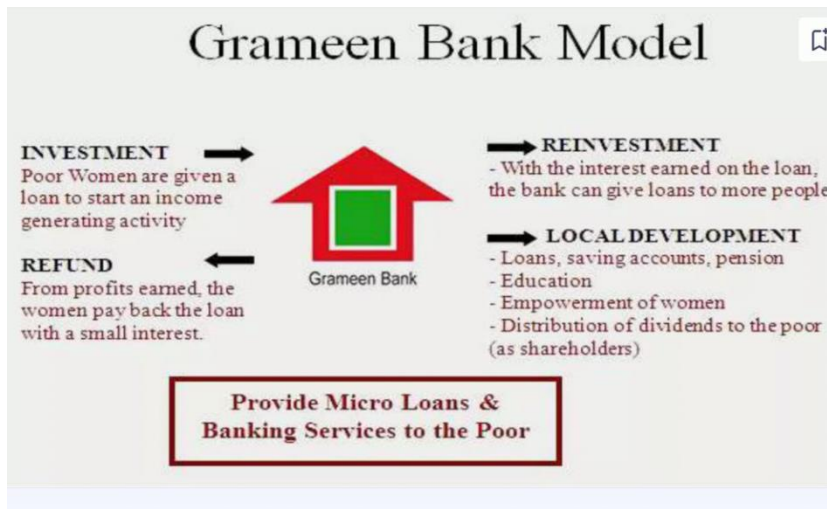 Grameen Bank Model
INVESTMENT
Poor Women are given a
loan to start an income
generating activity
REFUND
From profits earned, the
women pay back the loan
with a small interest.
Grameen Bank
REINVESTMENT
- With the interest earned on the loan,
the bank can give loans to more people
LOCAL DEVELOPMENT
- Loans, saving accounts, pension
- Education
- Empowerment of women
- Distribution of dividends to the poor
(as shareholders)
Provide Micro Loans &
Banking Services to the Poor